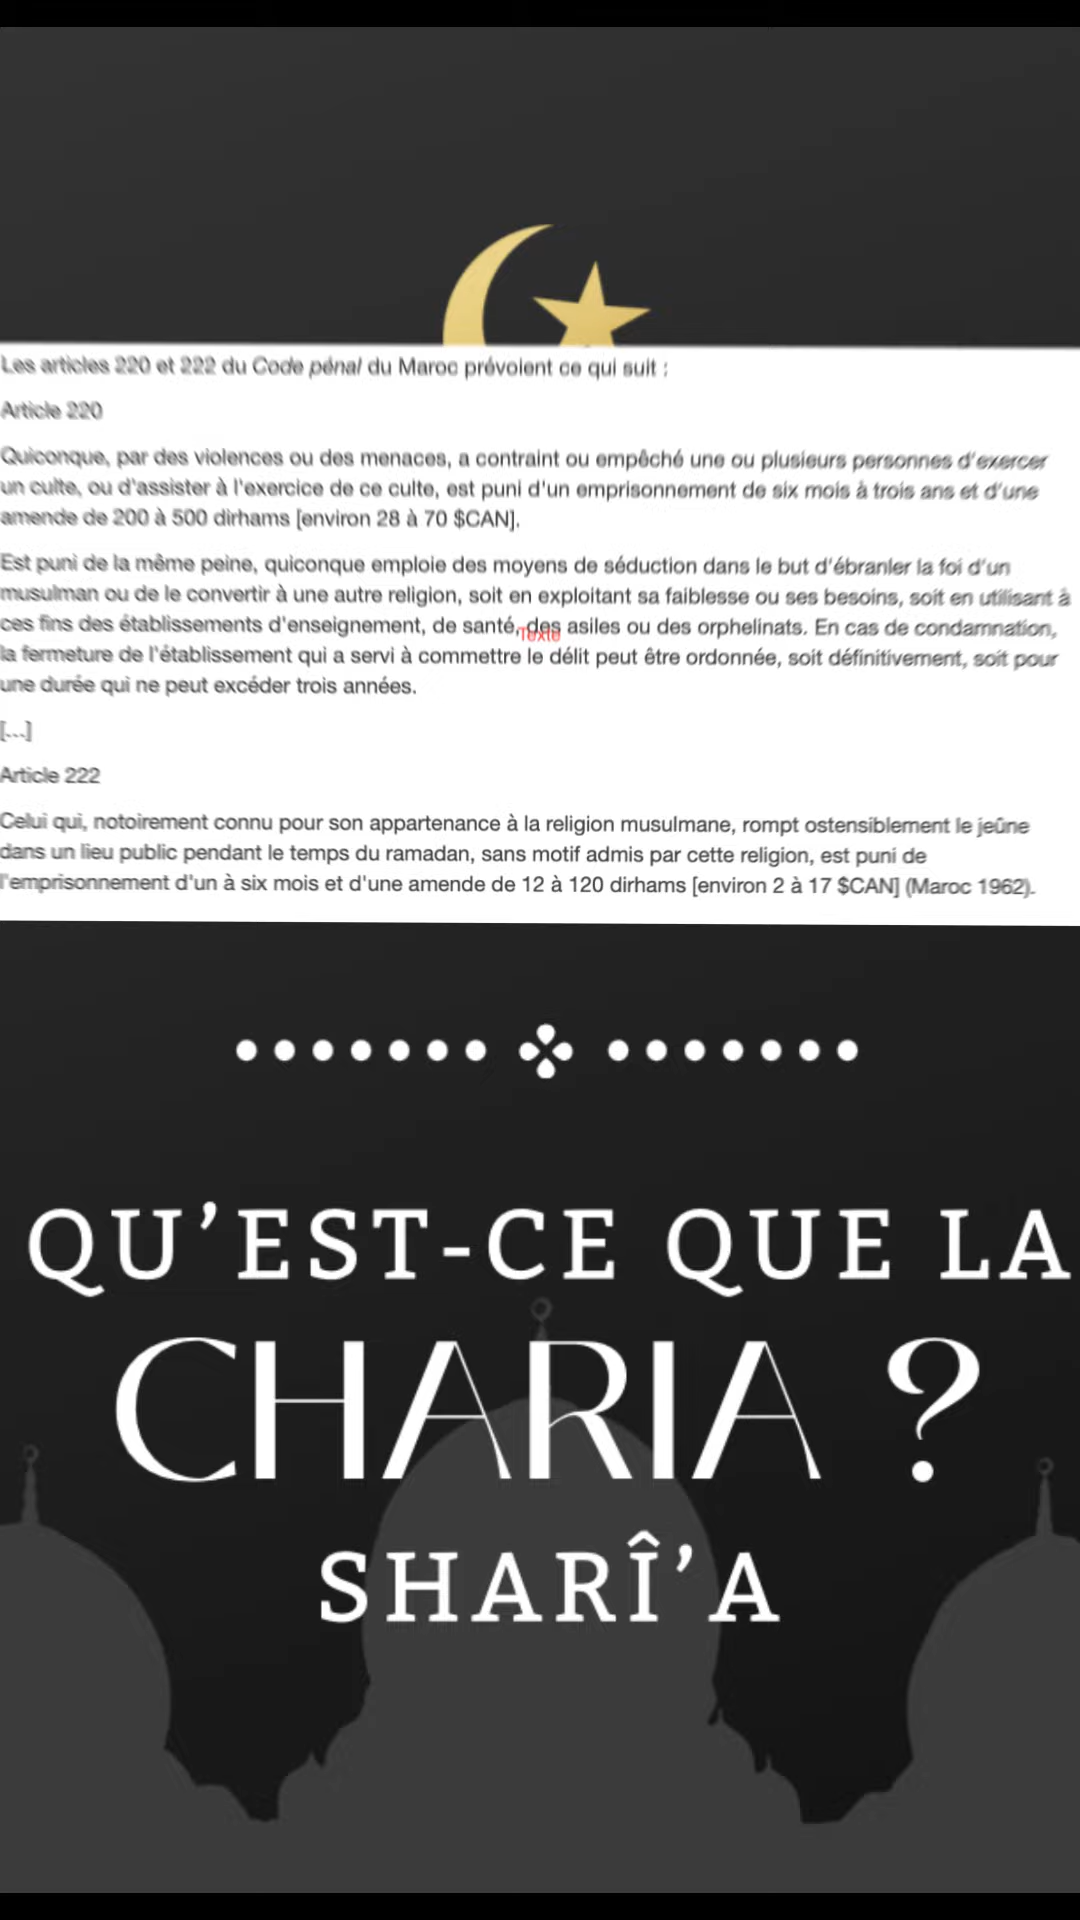 Les articles 220 et 222 du Code pénal du Maroc prévoient ce qui suit :
Article 220
Quiconque, par des violences ou des menaces, a contraint ou empêché une ou plusieurs personnes d'exercer
un culte, ou d'assister à l'exercice de ce culte, est puni d'un emprisonnement de six mois à trois ans et d'une
amende de 200 à 500 dirhams [environ 28 à 70 $CAN].
Est puni de la même peine, quiconque emploie des moyens de séduction dans le but d'ébranler la foi d'un
musulman ou de le convertir à une autre religion, soit en exploitant sa faiblesse ou ses besoins, soit en utilisant à
ces fins des établissements d'enseignement, de santé, des asiles ou des orphelinats. En cas de condamnation,
Texte
la fermeture de l'établissement qui a servi à commettre le délit peut être ordonnée, soit définitivement, soit pour
une durée qui ne peut excéder trois années.
[...]
Article 222
Celui qui, notoirement connu pour son appartenance à la religion musulmane, rompt ostensiblement le jeûne
dans un lieu public pendant le temps du ramadan, sans motif admis par cette religion, est puni de
l'emprisonnement d'un à six mois et d'une amende de 12 à 120 dirhams [environ 2 à 17 $CAN] (Maroc 1962).
QU'EST-CE QUE LA
CHARIA ?
SHARÎ'A